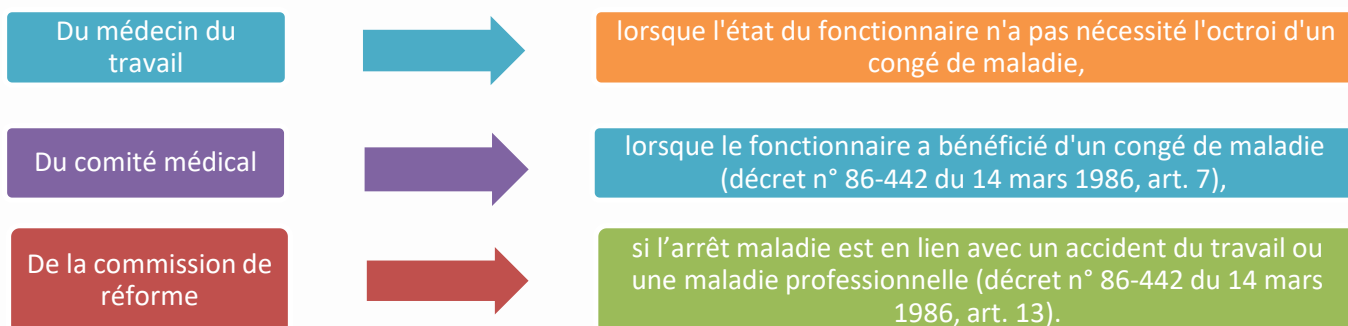 Du médecin du
travail
lorsque l'état du fonctionnaire n'a pas nécessité l'octroi d'un
congé de maladie,
Du comité médical
lorsque le fonctionnaire a bénéficié d'un congé de maladie
(décret n° 86-442 du 14 mars 1986, art. 7),
De la commission de
réforme
si l’arrêt maladie est en lien avec un accident du travail ou
une maladie professionnelle (décret n° 86-442 du 14 mars
1986, art. 13).